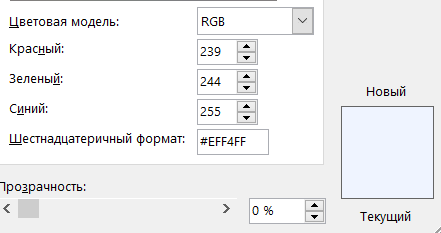 Цветовая модель: RGB
Красный: 239
Зеленый: 244
Синий: 255
Шестнадцатеричный формат: #EFF4FF
Новый
Прозрачность:
0 %
Текущий